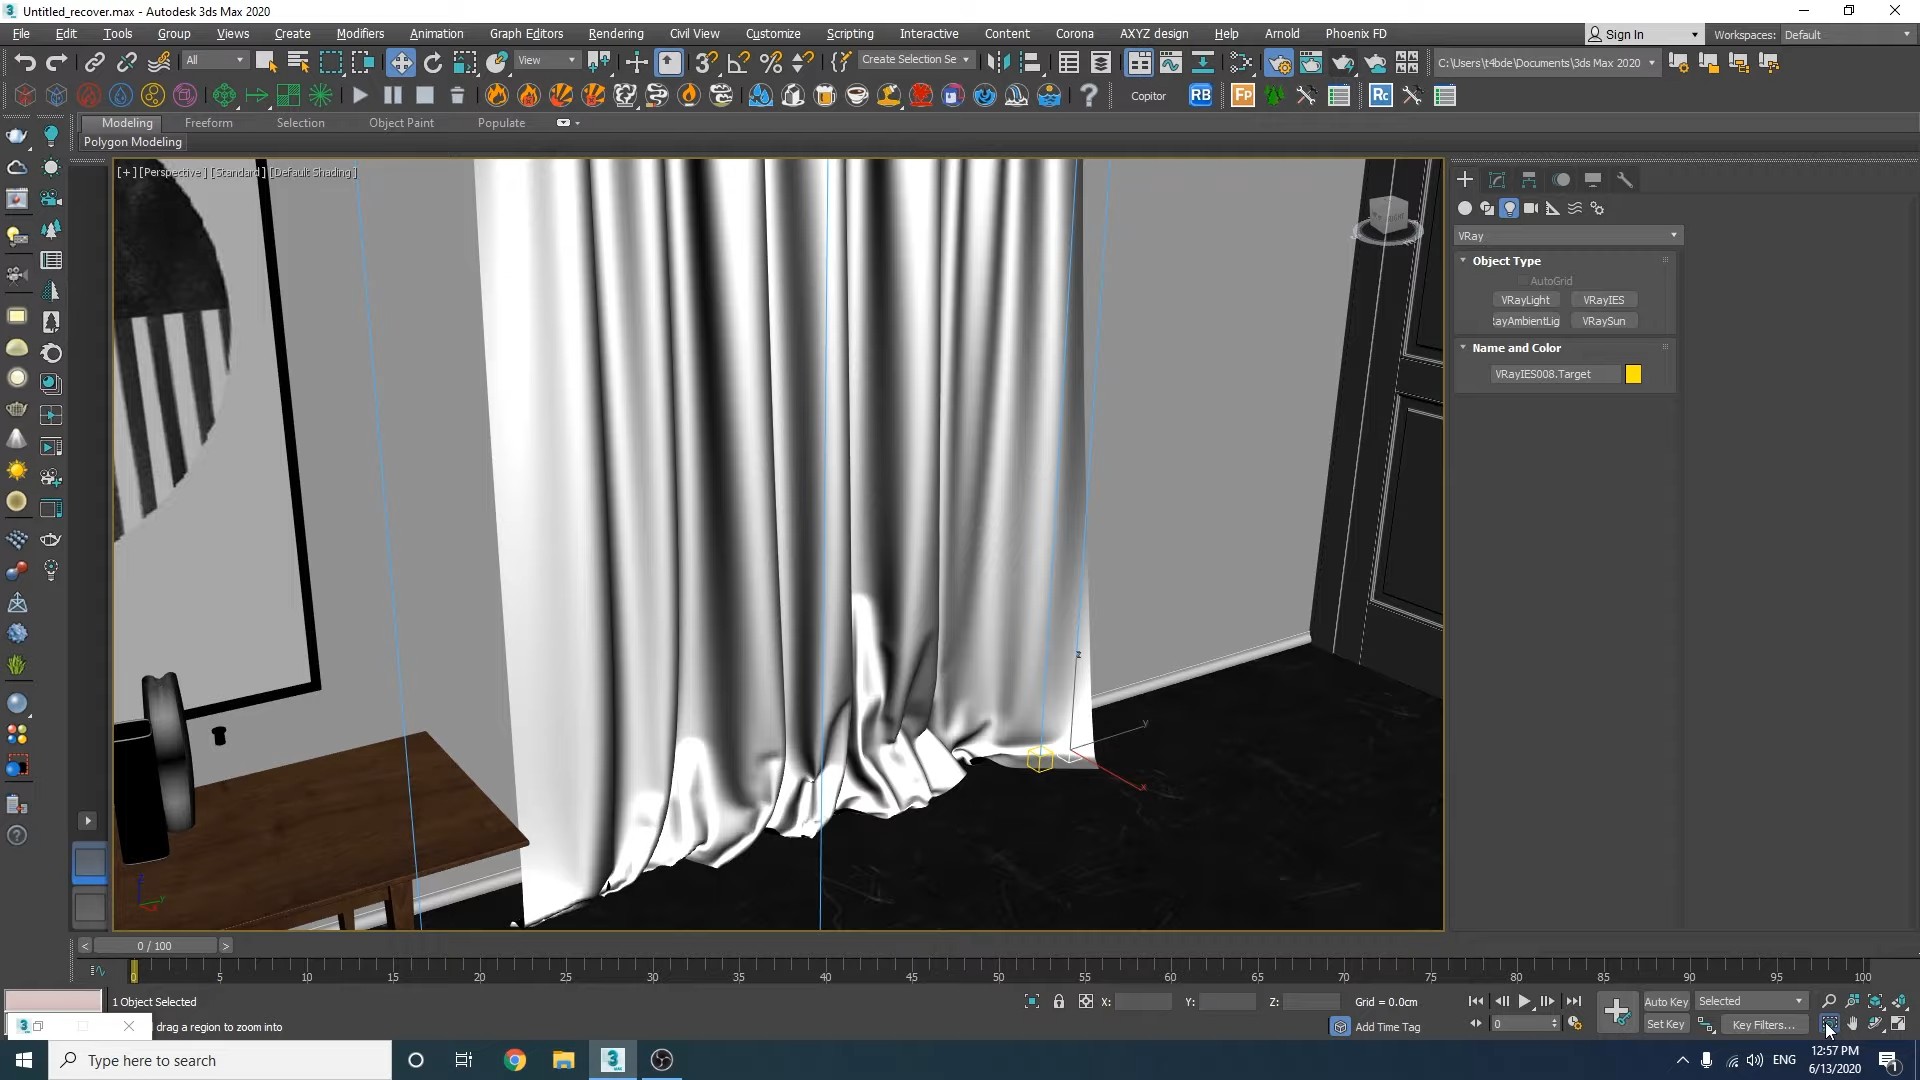 Untitled_recover.max - Autodesk 3ds Max 2020
File Edit Tools Group Views Create Modifiers Animation Graph Editors Rendering Civil View Customize Scripting Interactive Content Corona AXYZ design Arnold Help Phoenix FD
Sign In Workspaces: Default
All View Create Selection Se C:\Users\t4bde\Documents\3ds Max 2020
Copitor RB Fp Rc
Modeling Freeform Selection Object Paint Populate
Polygon Modeling
[+] [Perspective] [Standard] [Default Shading]
VRay
Object Type
AutoGrid
VRayLight VRayIES
rayAmbientLig VRaySun
Name and Color
VRayIES008.Target
z
y
x
0 / 100
0 5 10 15 20 25 30 35 40 45 50 55 60 65 70 75 80 85 90 95 100
1 Object Selected X: Y: Z: Grid = 0.0cm Auto Key Selected
drag a region to zoom into Add Time Tag 0 Set Key Key Filters...
Type here to search
ENG 12:57 PM
6/13/2020